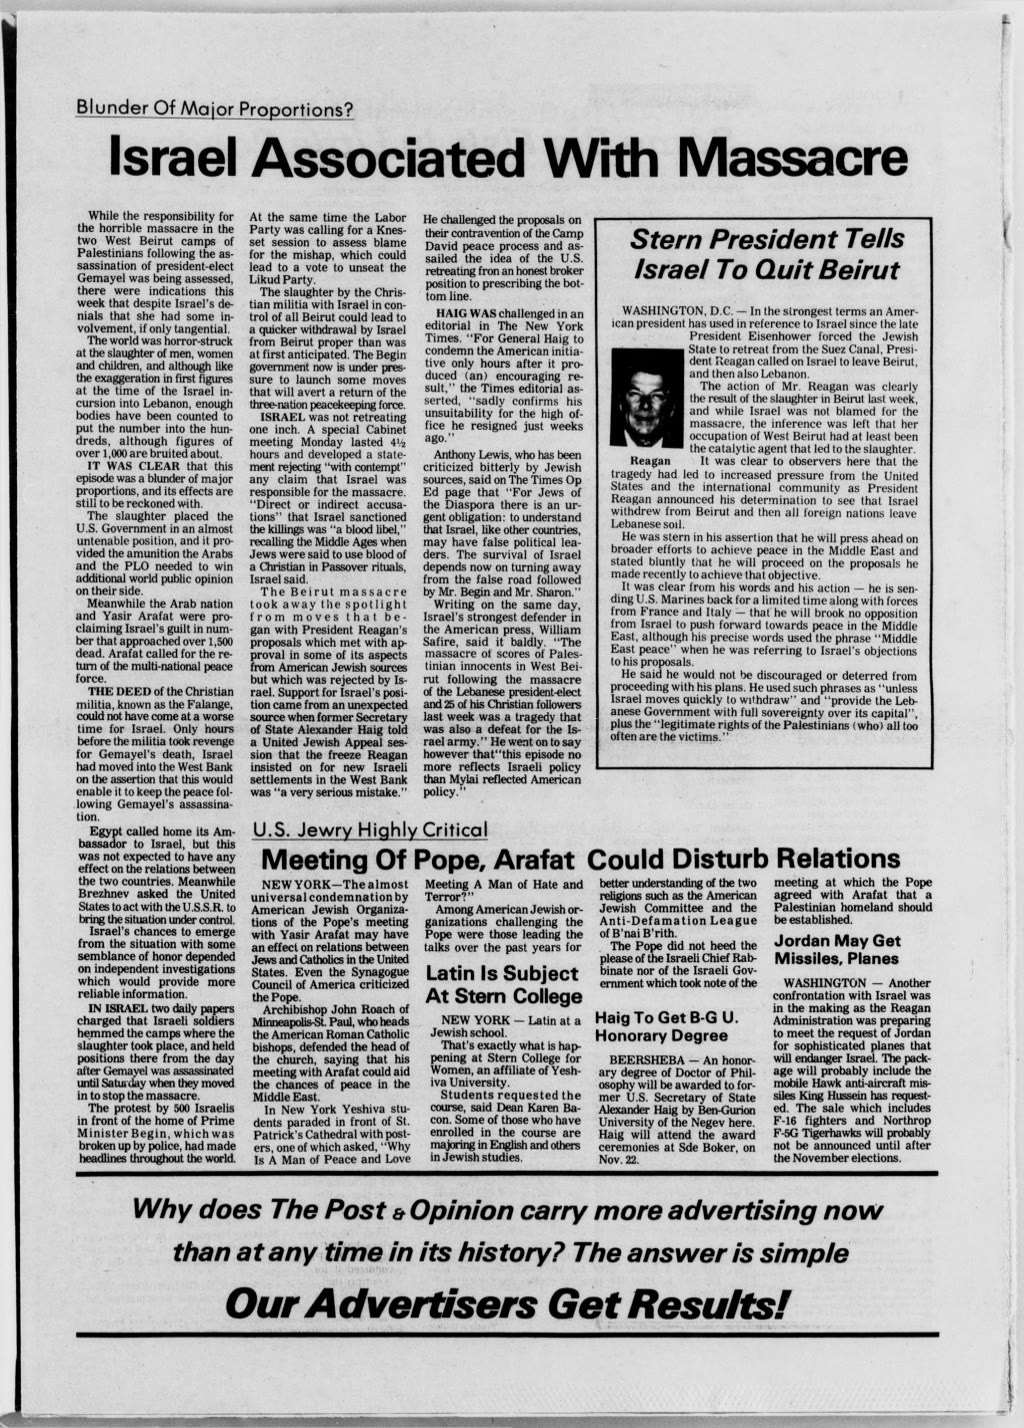 Blunder Of Major Proportions?
Israel Associated With Massacre
While the responsibility for
the horrible massacre in the
two West Beirut camps of
Palestinians following the as-
sassination of president-elect
Gemayel was being assessed,
there were indications this
week that despite Israel's de-
nials that she had some in-
volvement, if only tangential.
The world was horror-struck
at the slaughter of men, women
and children, and although like
the exaggeration in first figures
at the time of the Israel in-
cursion into Lebanon, enough
bodies have been counted to
put the number into the hun-
dreds, although figures of
over 1,000 are bruited about.
IT WAS CLEAR that this
episode was a blunder of major
proportions, and its effects are
still to be reckoned with.
The slaughter placed the
U.S. Government in an almost
untenable position, and it pro-
vided the amunition the Arabs
and the PLO needed to win
additional world public opinion
on their side.
Meanwhile the Arab nation
and Yasir Arafat were pro-
claiming Israel's guilt in num-
ber that approached over 1,500
dead. Arafat called for the re-
turn of the multi-national peace
force.
THE DEED of the Christian
militia, known as the Falange,
could not have come at a worse
time for Israel. Only hours
before the militia took revenge
for Gemayel's death, Israel
had moved into the West Bank
on the assertion that this would
enable it to keep the peace fol-
lowing Gemayel's assassina-
tion.
Egypt called home its Am-
bassador to Israel, but this
was not expected to have any
effect on the relations between
the two countries. Meanwhile
Brezhnev asked the United
States to act with the U.S.S.R. to
bring the situation under control.
Israel's chances to emerge
from the situation with some
semblance of honor depended
on independent investigations
which would provide more
reliable information.
IN ISRAEL two daily papers
charged that Israeli soldiers
hemmed the camps where the
slaughter took place, and held
positions there from the day
after Gemayel was assassinated
until Saturday when they moved
in to stop the massacre.
The protest by 500 Israelis
in front of the home of Prime
Minister Begin, which was
broken up by police, had made
headlines throughout the world.
At the same time the Labor
Party was calling for a Knes-
set session to assess blame
for the mishap, which could
lead to a vote to unseat the
Likud Party.
The slaughter by the Chris-
tian militia with Israel in con-
trol of all Beirut could lead to
a quicker withdrawal by Israel
from Beirut proper than was
at first anticipated. The Begin
government now is under pres-
sure to launch some moves
that will avert a return of the
three-nation peacekeeping force.
ISRAEL was not retreating
one inch. A special Cabinet
meeting Monday lasted 4½
hours and developed a state-
ment rejecting "with contempt"
any claim that Israel was
responsible for the massacre.
"Direct or indirect accusa-
tions" that Israel sanctioned
the killings was "a blood libel,"
recalling the Middle Ages when
Jews were said to use blood of
a Christian in Passover rituals,
Israel said.
The Beirut massacre
took away the spotlight
from moves that be-
gan with President Reagan's
proposals which met with ap-
proval in some of its aspects
from American Jewish sources
but which was rejected by Is-
rael. Support for Israel's posi-
tion came from an unexpected
source when former Secretary
of State Alexander Haig told
a United Jewish Appeal ses-
sion that the freeze Reagan
insisted on for new Israeli
settlements in the West Bank
was "a very serious mistake."
He challenged the proposals on
their contravention of the Camp
David peace process and as-
sailed the idea of the U.S.
retreating fron an honest broker
position to prescribing the bot-
tom line.
HAIG WAS challenged in an
editorial in The New York
Times. "For General Haig to
condemn the American initia-
tive only hours after it pro-
duced (an) encouraging re-
sult," the Times editorial as-
serted, "sadly confirms his
unsuitability for the high of-
fice he resigned just weeks
ago."
Anthony Lewis, who has been
criticized bitterly by Jewish
sources, said on The Times Op
Ed page that "For Jews of
the Diaspora there is an ur-
gent obligation: to understand
that Israel, like other countries,
may have false political lea-
ders. The survival of Israel
depends now on turning away
from the false road followed
by Mr. Begin and Mr. Sharon."
Writing on the same day,
Israel's strongest defender in
the American press, William
Safire, said it baldly. "The
massacre of scores of Pales-
tinian innocents in West Bei-
rut following the massacre
of the Lebanese president-elect
and 25 of his Christian followers
last week was a tragedy that
was also a defeat for the Is-
rael army." He went on to say
however that "this episode no
more reflects Israeli policy
than Mylai reflected American
policy."
Stern President Tells
Israel To Quit Beirut
WASHINGTON, D.C. — In the strongest terms an Amer-
ican president has used in reference to Israel since the late
President Eisenhower forced the Jewish
State to retreat from the Suez Canal, Presi-
dent Reagan called on Israel to leave Beirut,
and then also Lebanon.
The action of Mr. Reagan was clearly
the result of the slaughter in Beirut last week,
and while Israel was not blamed for the
massacre, the inference was left that her
occupation of West Beirut had at least been
the catalytic agent that led to the slaughter.
Reagan
It was clear to observers here that the
tragedy had led to increased pressure from the United
States and the international community as President
Reagan announced his determination to see that Israel
withdrew from Beirut and then all foreign nations leave
Lebanese soil.
He was stern in his assertion that he will press ahead on
broader efforts to achieve peace in the Middle East and
stated bluntly that he will proceed on the proposals he
made recently to achieve that objective.
It was clear from his words and his action — he is sen-
ding U.S. Marines back for a limited time along with forces
from France and Italy — that he will brook no opposition
from Israel to push forward towards peace in the Middle
East, although his precise words used the phrase "Middle
East peace" when he was referring to Israel's objections
to his proposals.
He said he would not be discouraged or deterred from
proceeding with his plans. He used such phrases as "unless
Israel moves quickly to withdraw" and "provide the Leb-
anese Government with full sovereignty over its capital",
plus the "legitimate rights of the Palestinians (who) all too
often are the victims."
U.S. Jewry Highly Critical
Meeting Of Pope, Arafat Could Disturb Relations
NEW YORK—The almost
universal condemnation by
American Jewish Organiza-
tions of the Pope's meeting
with Yasir Arafat may have
an effect on relations between
Jews and Catholics in the United
States. Even the Synagogue
Council of America criticized
the Pope.
Archibishop John Roach of
Minneapolis-St. Paul, who heads
the American Roman Catholic
bishops, defended the head of
the church, saying that his
meeting with Arafat could aid
the chances of peace in the
Middle East.
In New York Yeshiva stu-
dents paraded in front of St.
Patrick's Cathedral with post-
ers, one of which asked, "Why
Is A Man of Peace and Love
Meeting A Man of Hate and
Terror?"
Among American Jewish or-
ganizations challenging the
Pope were those leading the
talks over the past years for
better understanding of the two
religions such as the American
Jewish Committee and the
Anti-Defamation League
of B'nai B'rith.
The Pope did not heed the
please of the Israeli Chief Rab-
binate nor of the Israeli Gov-
ernment which took note of the
meeting at which the Pope
agreed with Arafat that a
Palestinian homeland should
be established.
Latin Is Subject
At Stern College
NEW YORK — Latin at a
Jewish school.
That's exactly what is hap-
pening at Stern College for
Women, an affiliate of Yesh-
iva University.
Students requested the
course, said Dean Karen Ba-
con. Some of those who have
enrolled in the course are
majoring in English and others
in Jewish studies.
Haig To Get B-G U.
Honorary Degree
BEERSHEBA — An honor-
ary degree of Doctor of Phil-
osophy will be awarded to for-
mer U.S. Secretary of State
Alexander Haig by Ben-Gurion
University of the Negev here.
Haig will attend the award
ceremonies at Sde Boker, on
Nov. 22.
Jordan May Get
Missiles, Planes
WASHINGTON — Another
confrontation with Israel was
in the making as the Reagan
Administration was preparing
to meet the request of Jordan
for sophisticated planes that
will endanger Israel. The pack-
age will probably include the
mobile Hawk anti-aircraft mis-
siles King Hussein has request-
ed. The sale which includes
F-16 fighters and Northrop
F-5G Tigerhawks will probably
not be announced until after
the November elections.
Why does The Post & Opinion carry more advertising now
than at any time in its history? The answer is simple
Our Advertisers Get Results!